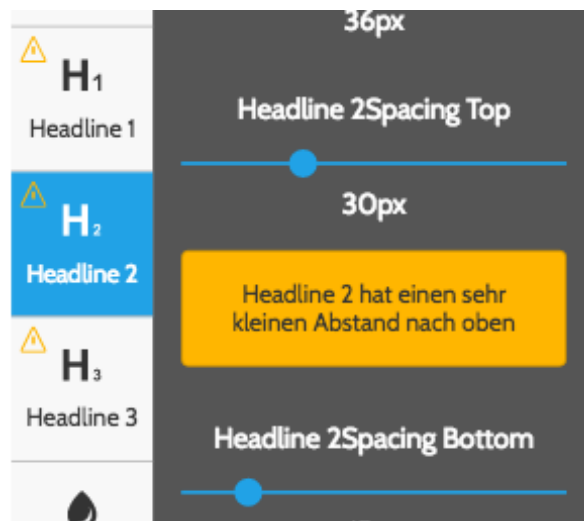 H1
Headline 1
H2
Headline 2
H3
Headline 3
36px
Headline 2Spacing Top
30px
Headline 2 hat einen sehr
kleinen Abstand nach oben
Headline 2Spacing Bottom